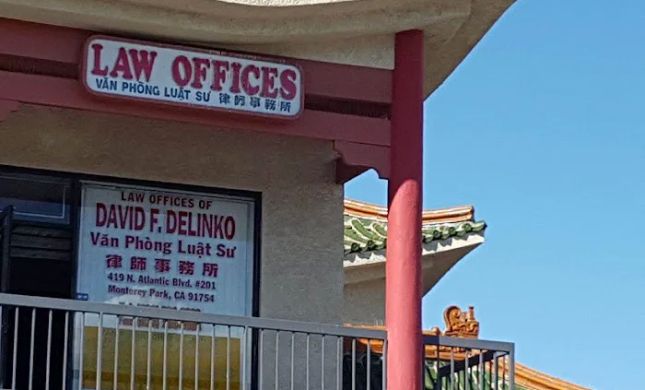 LAW OFFICES
VĂN PHÒNG LUẬT SƯ 律師事務所
LAW OFFICES OF
DAVID F. DELINKO
Văn Phòng Luật Sư
律師事務所
419 N. Atlantic Blvd. #201
Monterey Park, CA 91754